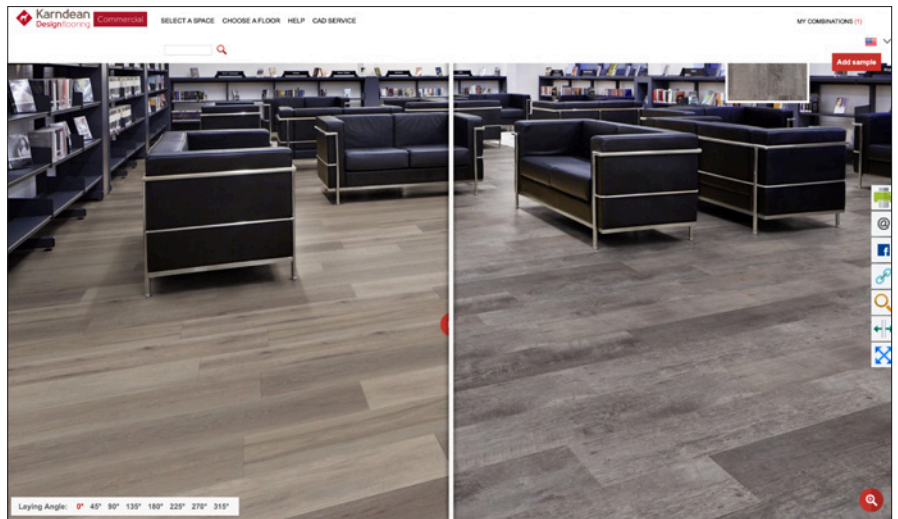 Karndean
Designflooring
Commercial
SELECT A SPACE CHOOSE A FLOOR HELP CAD SERVICE
MY COMBINATIONS (1)
Add sample
@
f
Laying Angle: 0° 45° 90° 135° 180° 225° 270° 315°